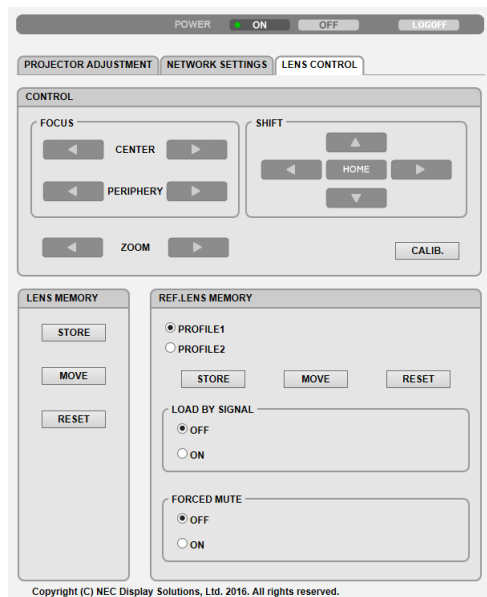 POWER ON OFF LOGOFF
PROJECTOR ADJUSTMENT NETWORK SETTINGS LENS CONTROL
CONTROL
FOCUS
CENTER
PERIPHERY
SHIFT
HOME
ZOOM
CALIB.
LENS MEMORY
STORE
MOVE
RESET
REF.LENS MEMORY
PROFILE1
PROFILE2
STORE MOVE RESET
LOAD BY SIGNAL
OFF
ON
FORCED MUTE
OFF
ON
Copyright (C) NEC Display Solutions, Ltd. 2016. All rights reserved.